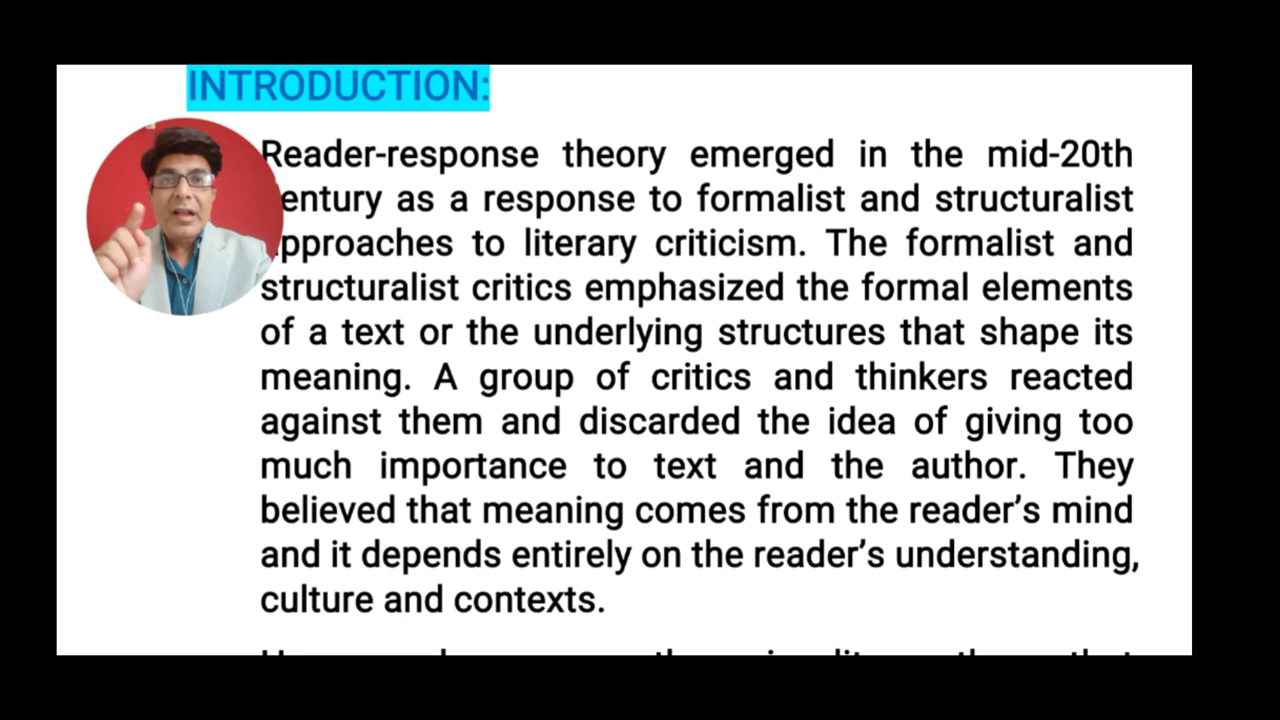 INTRODUCTION:
Reader-response theory emerged in the mid-20th
entury as a response to formalist and structuralist
pproaches to literary criticism. The formalist and
structuralist critics emphasized the formal elements
of a text or the underlying structures that shape its
meaning. A group of critics and thinkers reacted
against them and discarded the idea of giving too
much importance to text and the author. They
believed that meaning comes from the reader's mind
and it depends entirely on the reader's understanding,
culture and contexts.